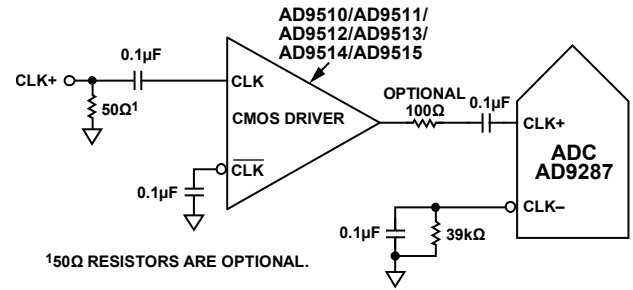 AD9510/AD9511/
AD9512/AD9513/
AD9514/AD9515
0.1µF
CLK+
50Ω¹
CLK
CMOS DRIVER
CLK
0.1µF
OPTIONAL
100Ω
0.1µF
CLK+
ADC
AD9287
CLK–
0.1µF
39kΩ
¹50Ω RESISTORS ARE OPTIONAL.